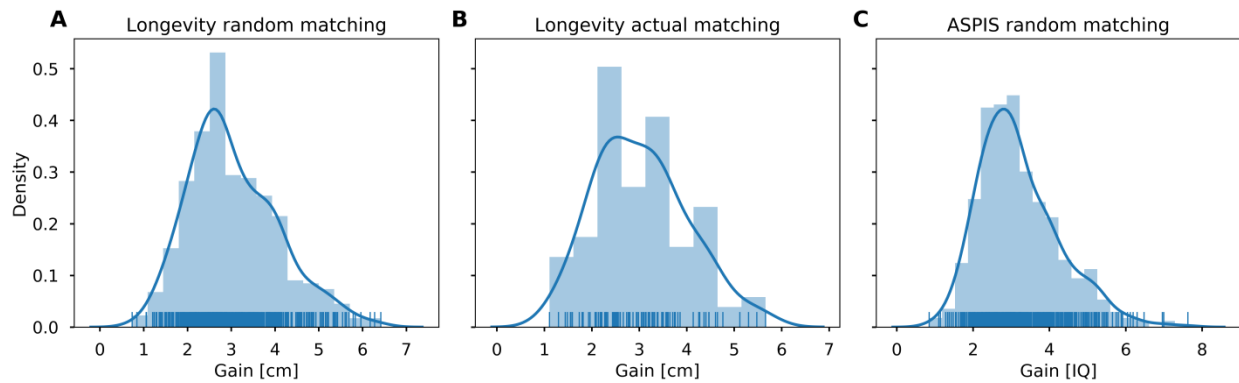 A Longevity random matching
B Longevity actual matching
C ASPIS random matching
Density
0.5
0.4
0.3
0.2
0.1
0.0
0 1 2 3 4 5 6 7
0 1 2 3 4 5 6 7
0 2 4 6 8
Gain [cm]
Gain [cm]
Gain [IQ]